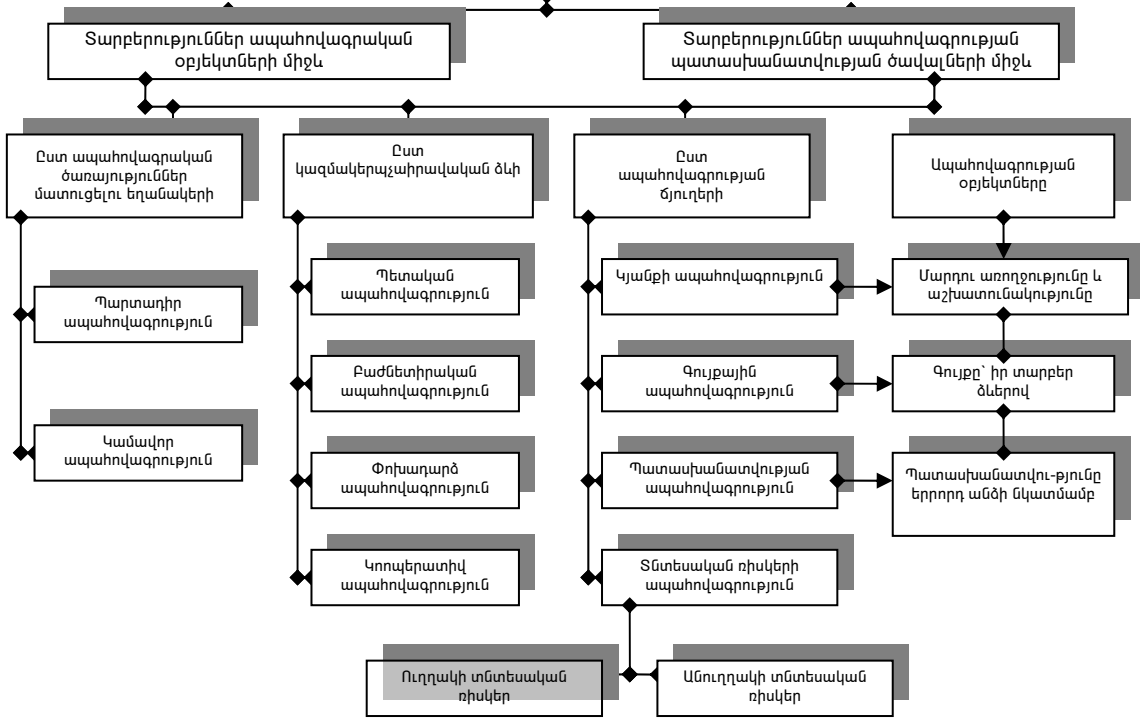 Տարբերություններ ապահովագրական
օբյեկտների միջև
Տարբերություններ ապահովագրության
պատասխանատվության ծավալների միջև
Ըստ ապահովագրական
ծառայություններ
մատուցելու եղանակերի
Ըստ
կազմակերպչաիրավական ձևի
Ըստ
ապահովագրության
ճյուղերի
Ապահովագրության
օբյեկտները
Պարտադիր
ապահովագրություն
Կամավոր
ապահովագրություն
Պետական
ապահովագրություն
Բաժնետիրական
ապահովագրություն
Փոխադարձ
ապահովագրություն
Կոոպերատիվ
ապահովագրություն
Կյանքի ապահովագրություն
Գույքային
ապահովագրություն
Պատասխանատվության
ապահովագրություն
Տնտեսական ռիսկերի
ապահովագրություն
Մարդու առողջությունը և
աշխատունակությունը
Գույքը՝ իր տարբեր
ձևերով
Պատասխանատվու-թյունը
երրորդ անձի նկատմամբ
Ուղղակի տնտեսական
ռիսկեր
Անուղղակի տնտեսական
ռիսկեր